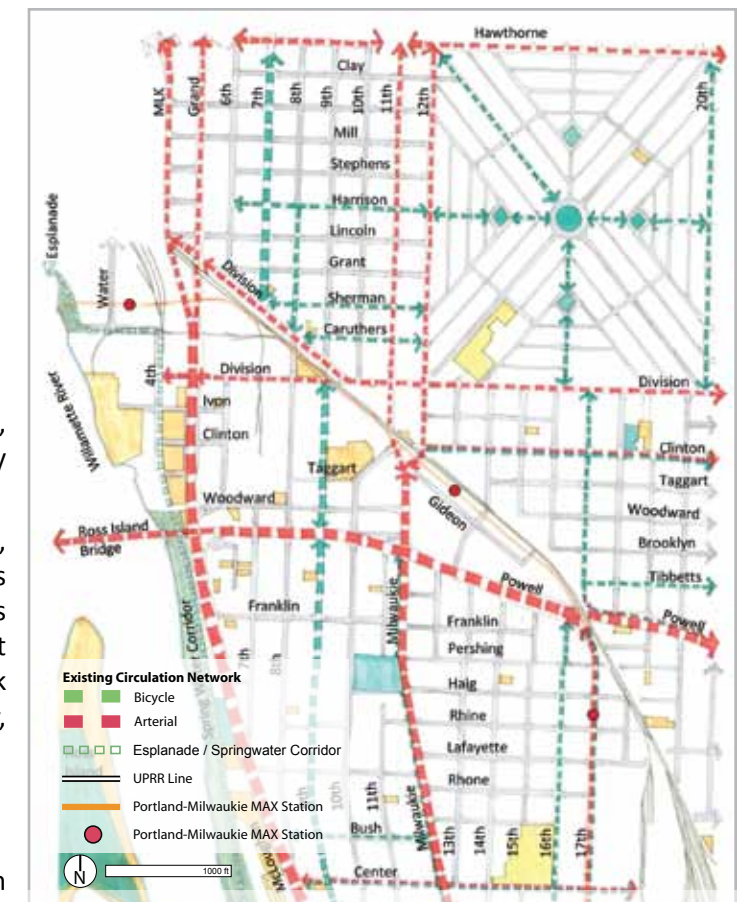 Hawthorne
Clay
MLK
Grand
6th
7th
8th
9th
10th
11th
12th
20th
Mill
Stephens
Harrison
Lincoln
Grant
Esplanade
Water
Division
Sherman
Caruthers
4th
Division
Division
Willamette River
Ivon
Clinton
Clinton
Taggart
Taggart
Woodward
Gideon
Woodward
Ross Island
Bridge
Brooklyn
Powell
Tibbetts
Milwaukie
Powell
Franklin
Franklin
Pershing
7th
8th
Haig
Rhine
Lafayette
Rhone
10th
11th
Milwaukie
Bush
13th
14th
15th
16th
17th
Center
Existing Circulation Network
Bicycle
Arterial
Esplanade / Springwater Corridor
UPRR Line
Portland-Milwaukie MAX Station
Portland-Milwaukie MAX Station
N
1000 ft